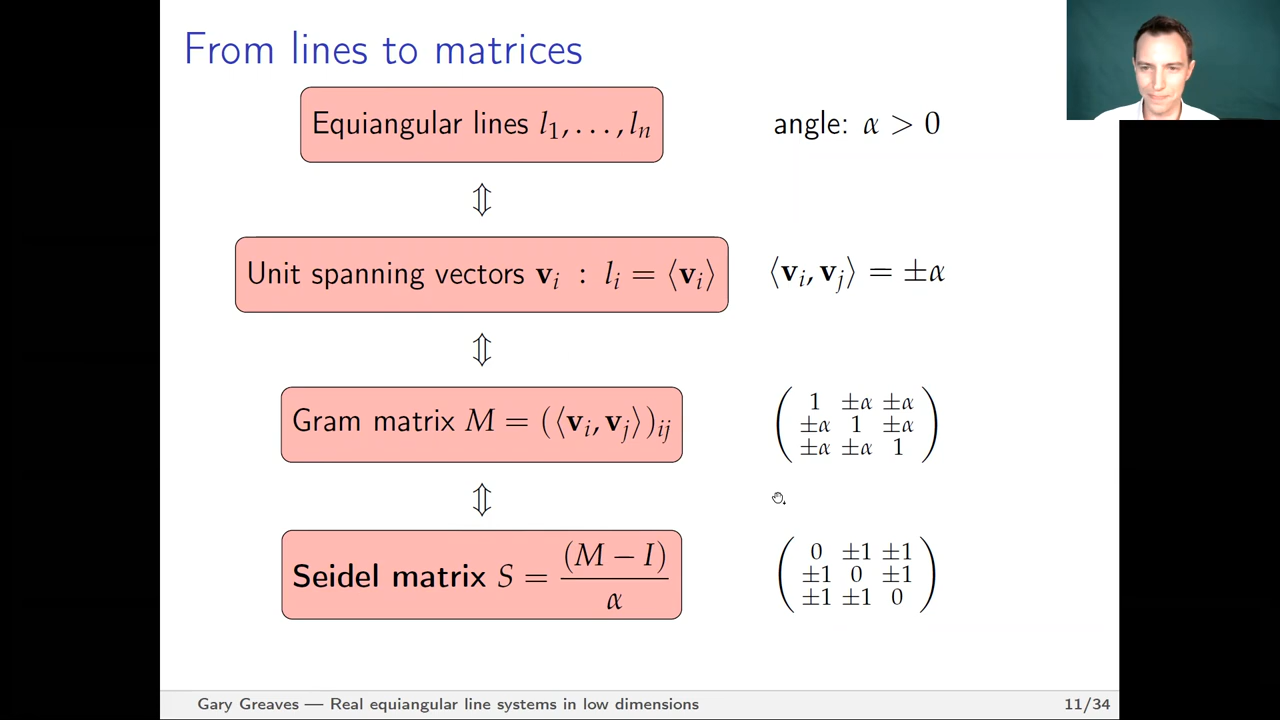 From lines to matrices
Equiangular lines l₁, . . . , lₙ
angle: α > 0
⇕
Unit spanning vectors vᵢ : lᵢ = ⟨vᵢ⟩
⟨vᵢ, vⱼ⟩ = ±α
⇕
Gram matrix M = (⟨vᵢ, vⱼ⟩)ᵢⱼ
1 ±α ±α
±α 1 ±α
±α ±α 1
⇕
Seidel matrix S = (M − I) / α
0 ±1 ±1
±1 0 ±1
±1 ±1 0
Gary Greaves — Real equiangular line systems in low dimensions
11/34